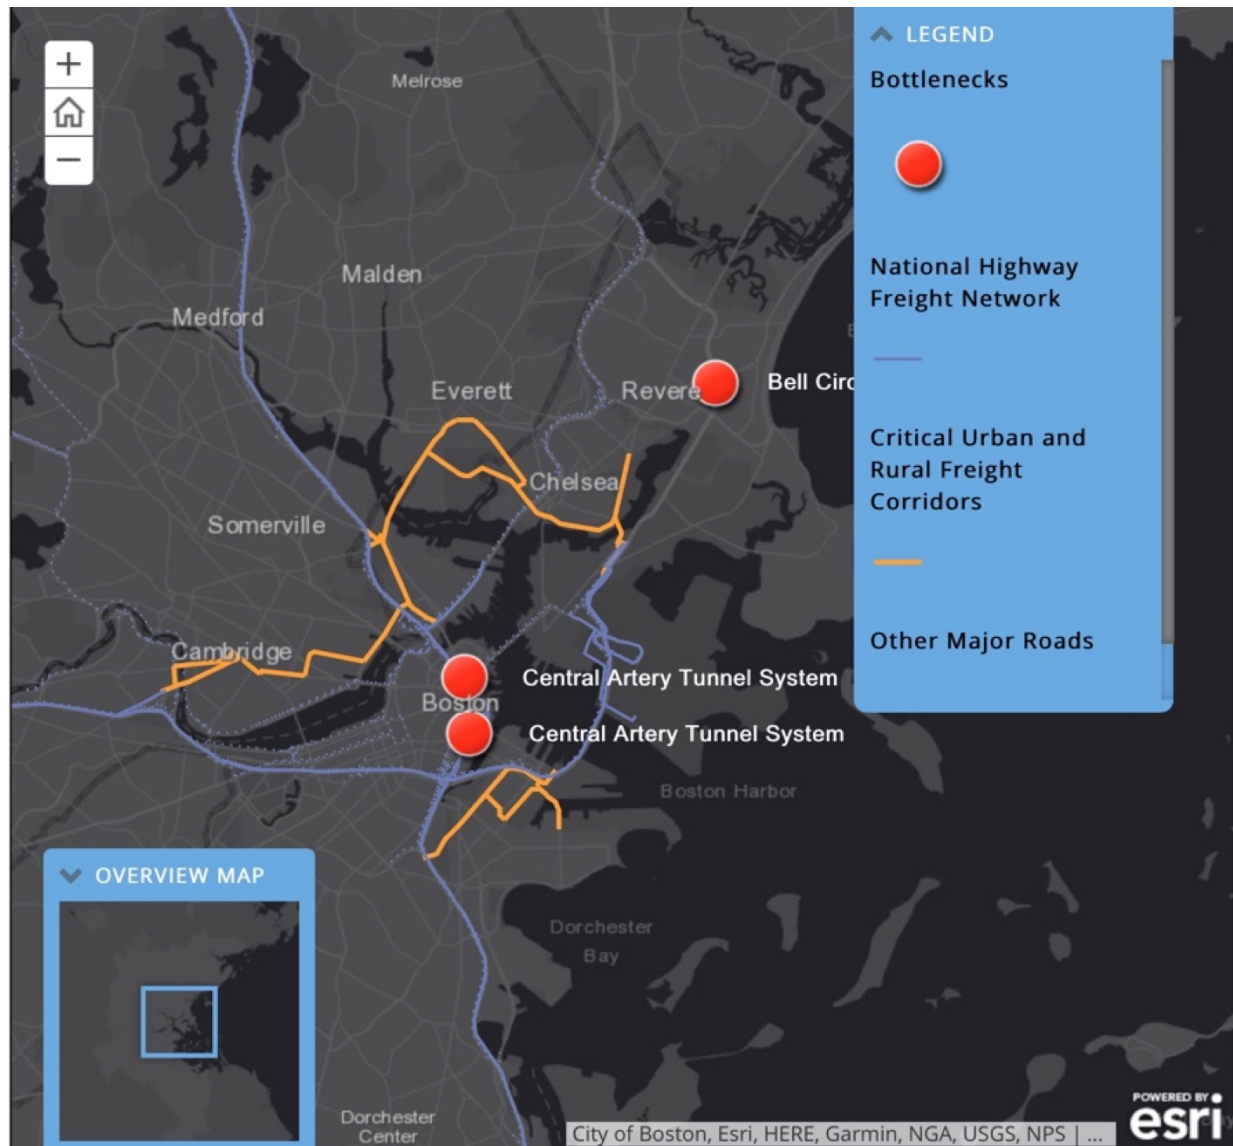 LEGEND
Bottlenecks
National Highway
Freight Network
Critical Urban and
Rural Freight
Corridors
Other Major Roads
+
−
Melrose
Malden
Medford
Everett
Revere
Bell Circ
Chelsea
Somerville
Cambridge
Central Artery Tunnel System
Boston
Central Artery Tunnel System
Boston Harbor
OVERVIEW MAP
Dorchester
Bay
Dorchester
Center
City of Boston, Esri, HERE, Garmin, NGA, USGS, NPS | ...
POWERED BY
esri